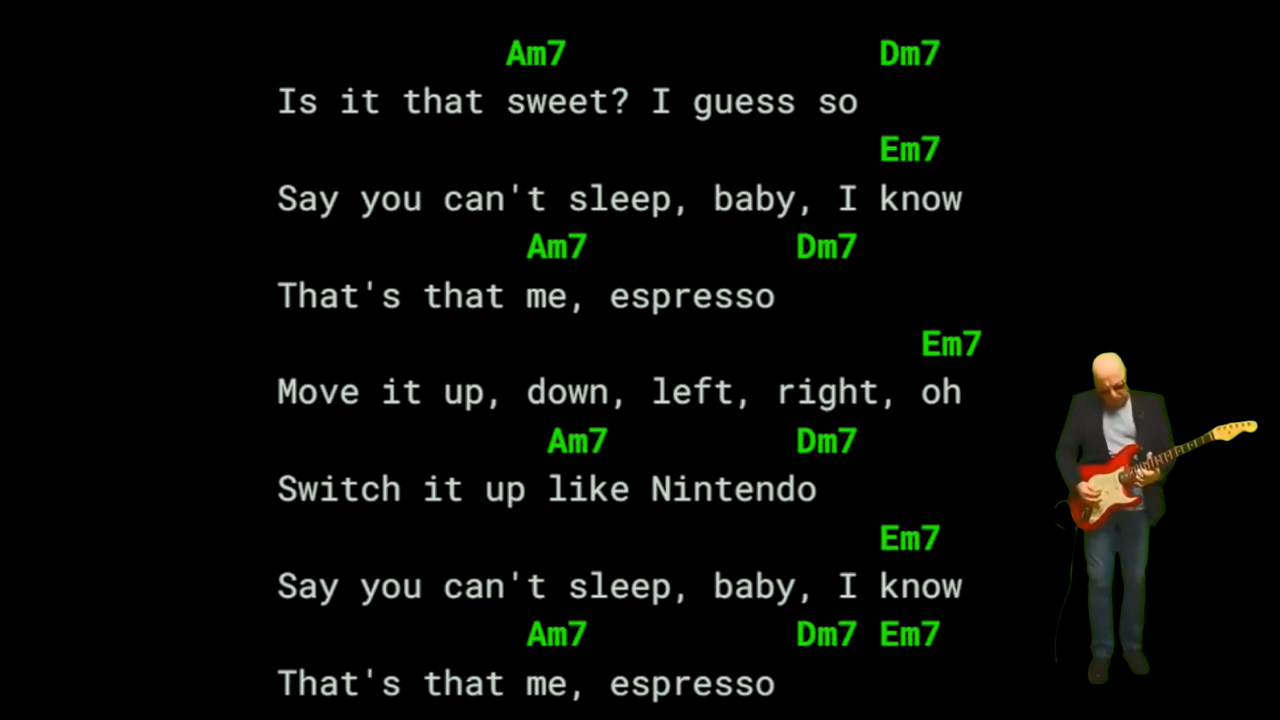 Am7 Dm7
Is it that sweet? I guess so
Em7
Say you can't sleep, baby, I know
Am7 Dm7
That's that me, espresso
Em7
Move it up, down, left, right, oh
Am7 Dm7
Switch it up like Nintendo
Em7
Say you can't sleep, baby, I know
Am7 Dm7 Em7
That's that me, espresso